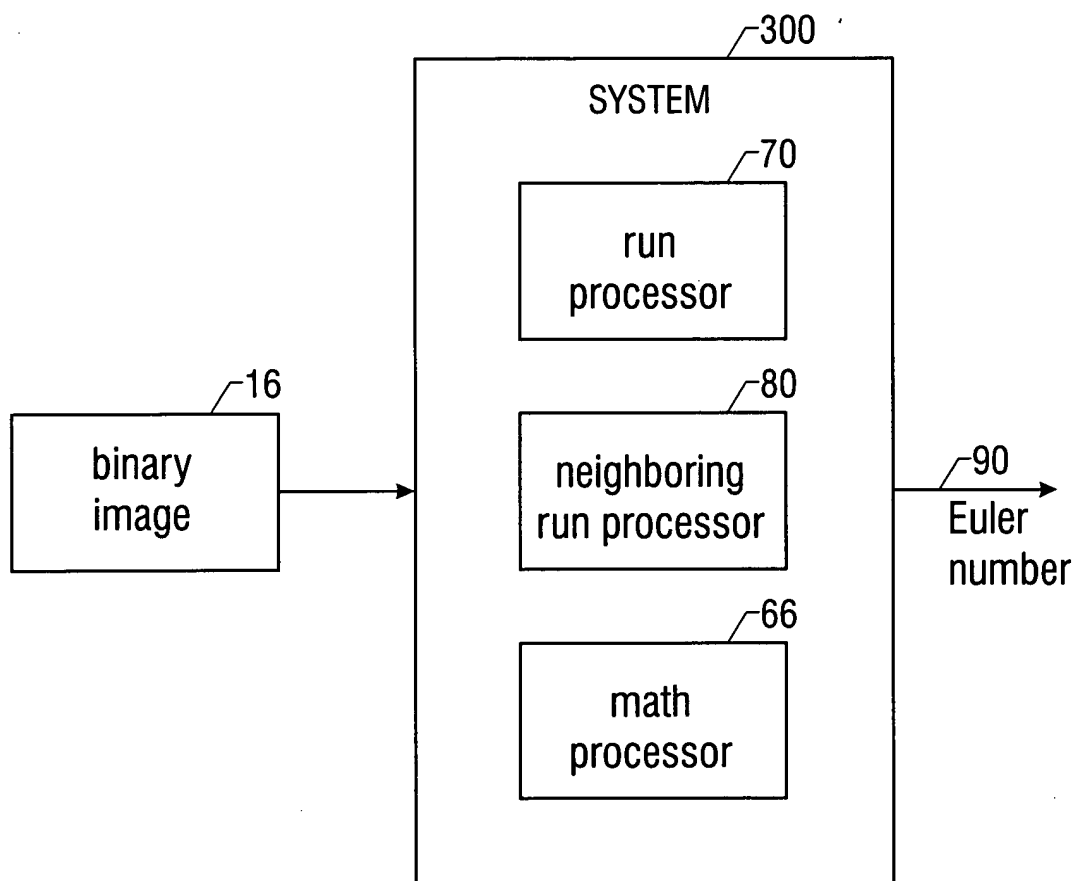 300
SYSTEM
70
run
processor
16
binary
image
80
neighboring
run processor
90
Euler
number
66
math
processor